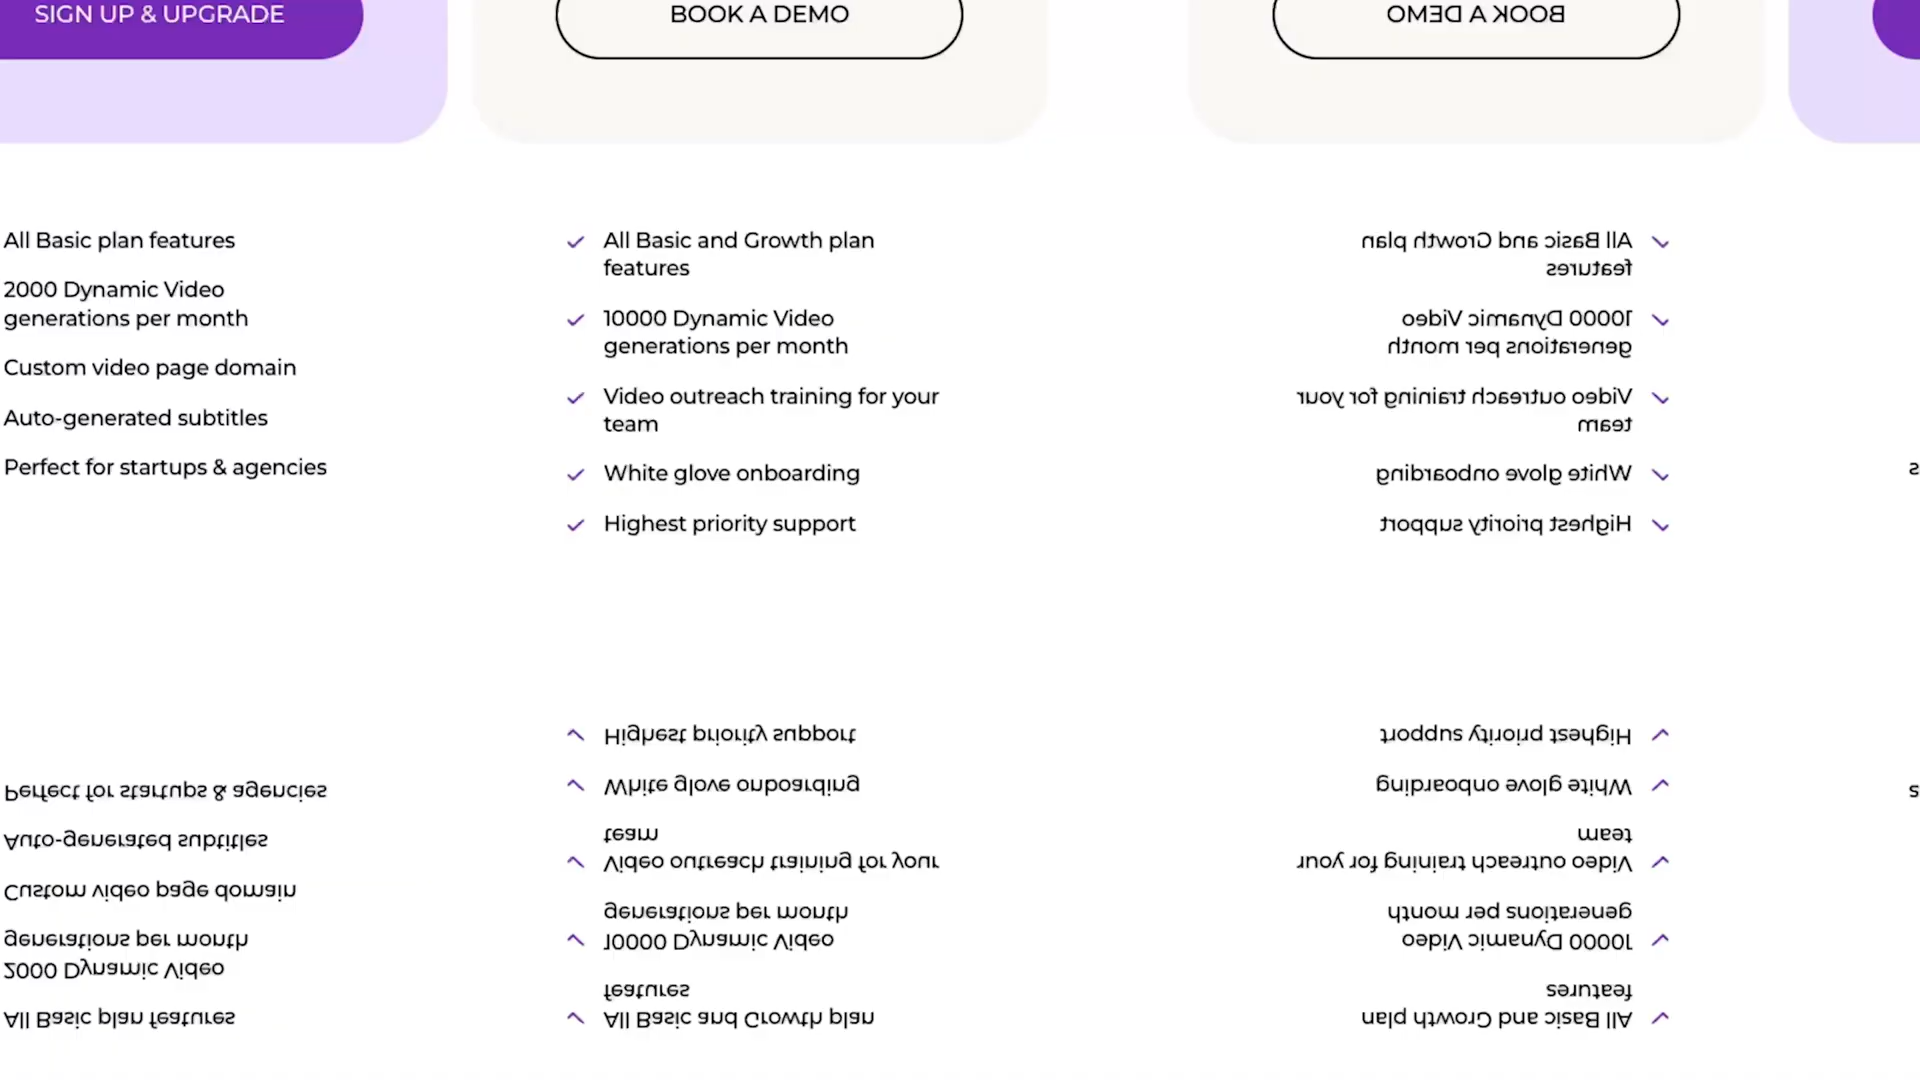 SIGN UP & UPGRADE
BOOK A DEMO
BOOK A DEMO
All Basic plan features
2000 Dynamic Video
generations per month
Custom video page domain
Auto-generated subtitles
Perfect for startups & agencies
All Basic and Growth plan
features
10000 Dynamic Video
generations per month
Video outreach training for your
team
White glove onboarding
Highest priority support
All Basic and Growth plan
features
10000 Dynamic Video
generations per month
Video outreach training for your
team
White glove onboarding
Highest priority support
s
Perfect for startups & agencies
Auto-generated subtitles
Custom video page domain
generations per month
2000 Dynamic Video
All Basic plan features
Highest priority support
White glove onboarding
team
Video outreach training for your
generations per month
10000 Dynamic Video
features
All Basic and Growth plan
Highest priority support
White glove onboarding
team
Video outreach training for your
generations per month
10000 Dynamic Video
features
All Basic and Growth plan
s